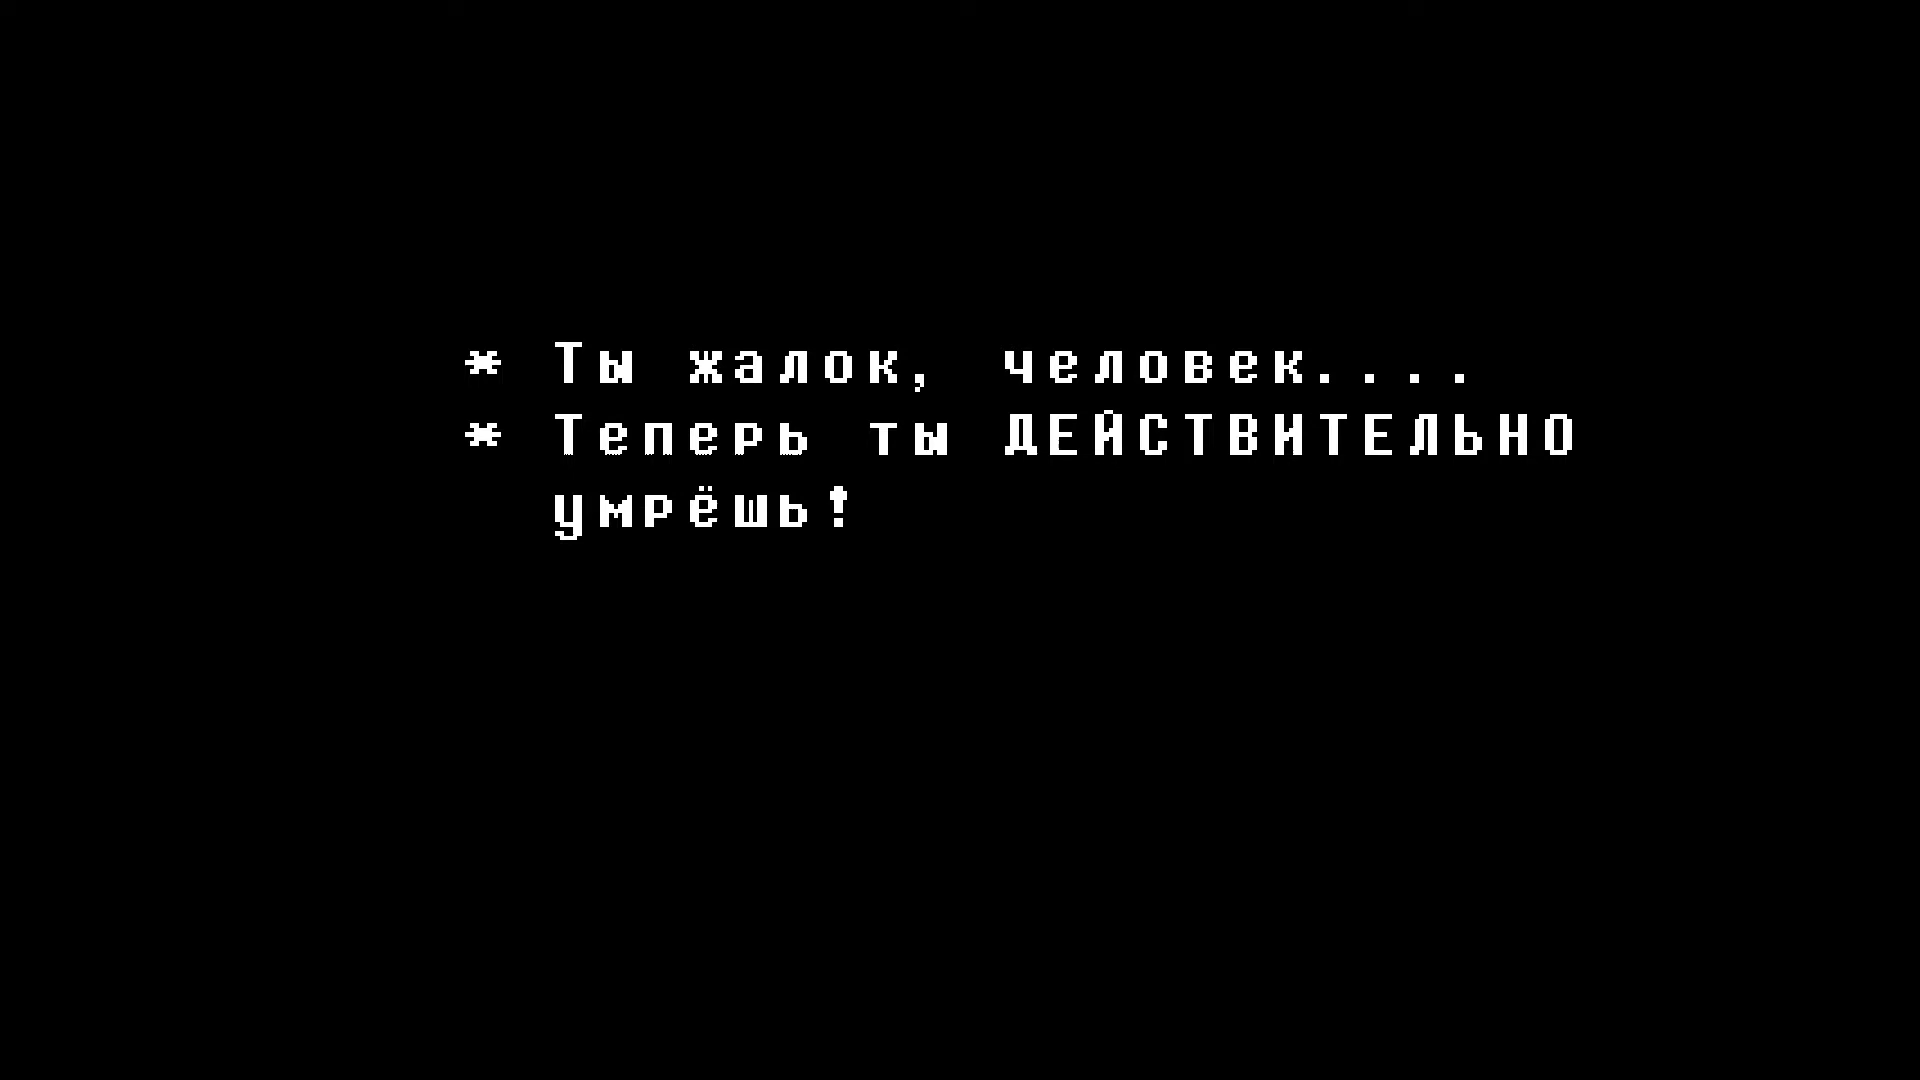 * Ты жалок, человек....
* Теперь ты ДЕЙСТВИТЕЛЬНО
умрёшь!